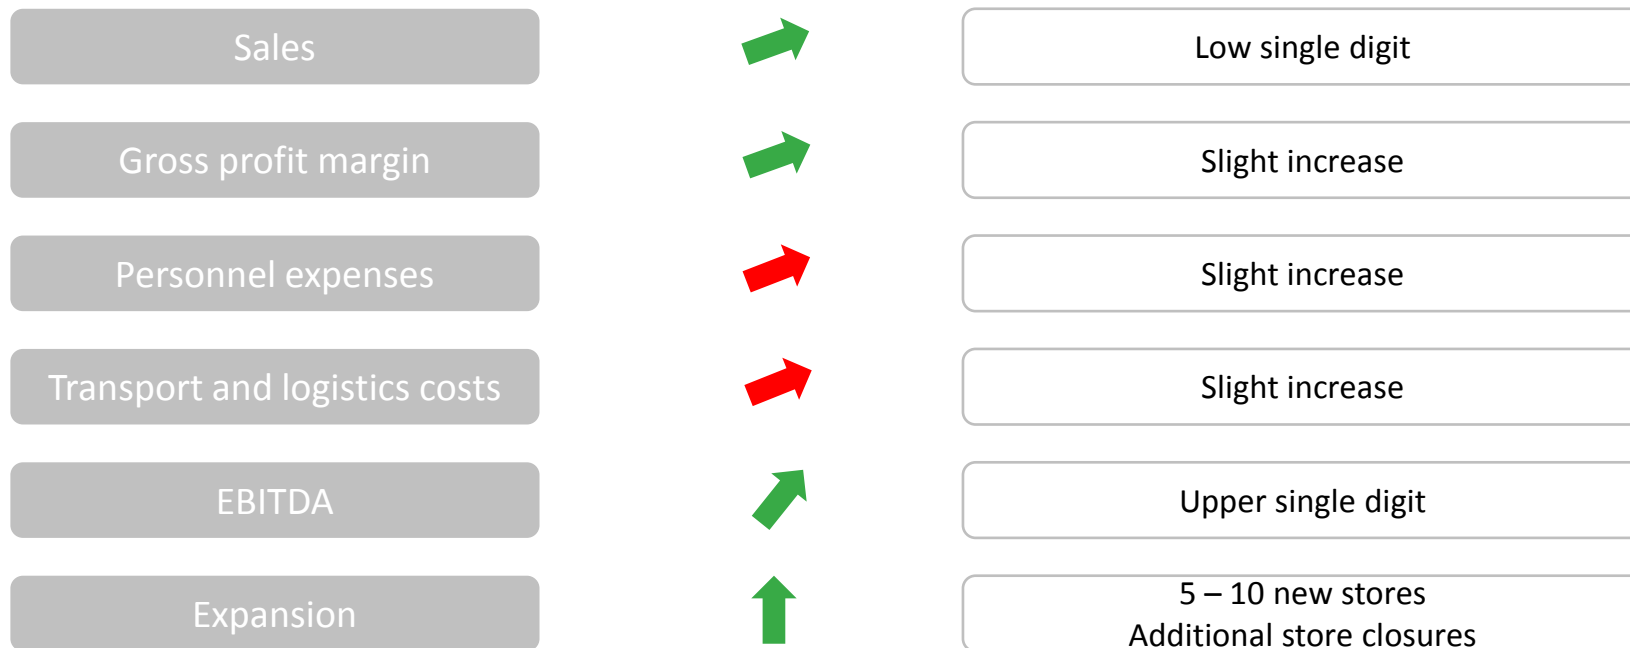 Sales
Low single digit
Gross profit margin
Slight increase
Personnel expenses
Slight increase
Transport and logistics costs
Slight increase
EBITDA
Upper single digit
Expansion
5 – 10 new stores
Additional store closures